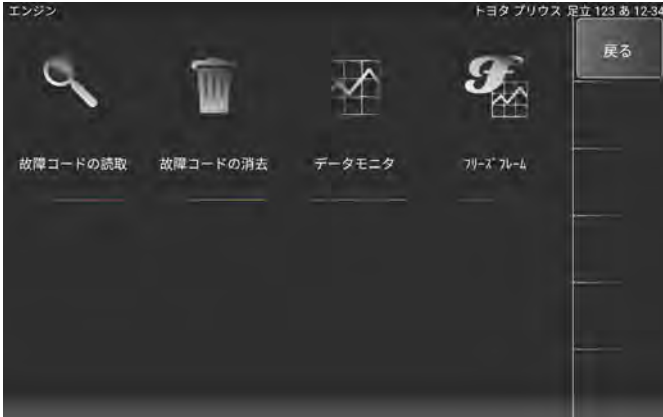 エンジン
トヨタ プリウス 足立 123 あ 12-34
戻る
故障コードの読取
故障コードの消去
データモニタ
フリーズフレーム